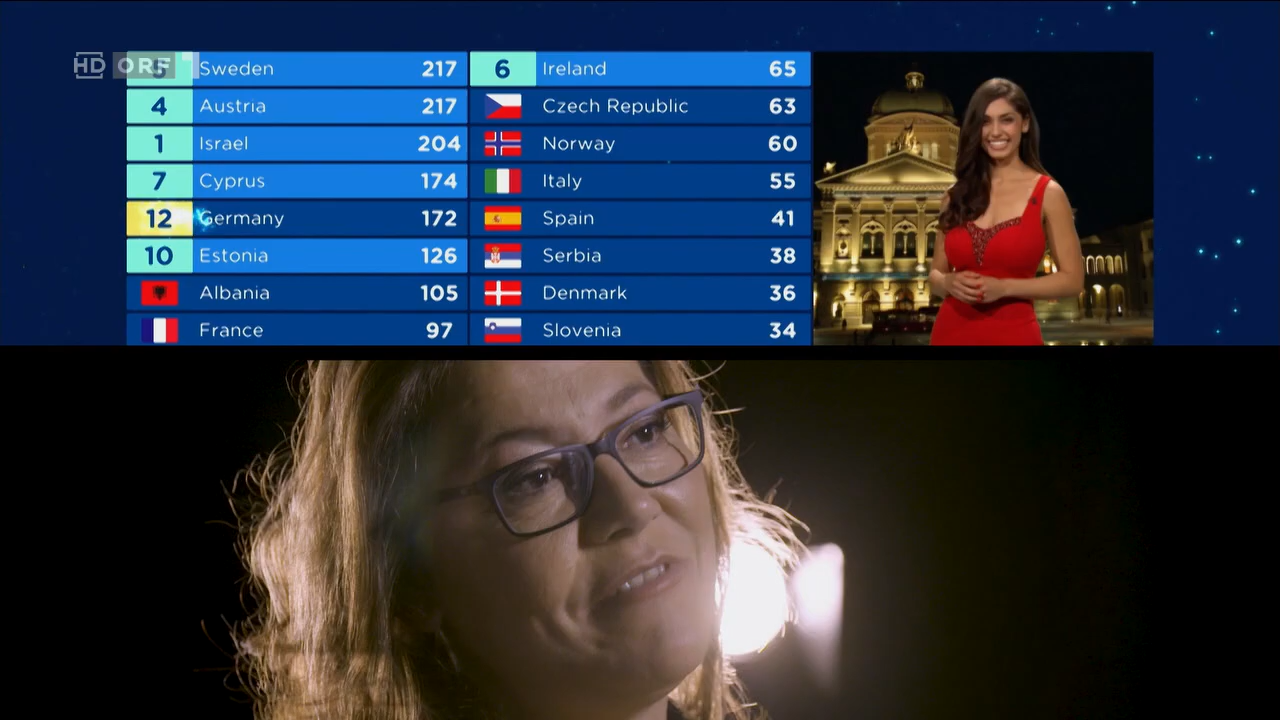 HD ORF
5 Sweden 217
4 Austria 217
1 Israel 204
7 Cyprus 174
12 Germany 172
10 Estonia 126
Albania 105
France 97
6 Ireland 65
Czech Republic 63
Norway 60
Italy 55
Spain 41
Serbia 38
Denmark 36
Slovenia 34